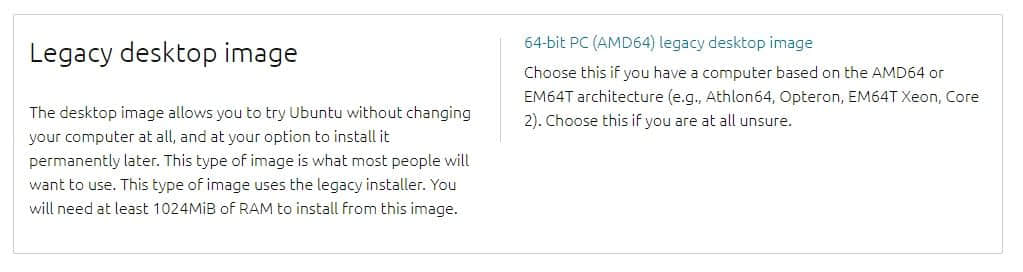 Legacy desktop image
The desktop image allows you to try Ubuntu without changing
your computer at all, and at your option to install it
permanently later. This type of image is what most people will
want to use. This type of image uses the legacy installer. You
will need at least 1024MiB of RAM to install from this image.
64-bit PC (AMD64) legacy desktop image
Choose this if you have a computer based on the AMD64 or
EM64T architecture (e.g., Athlon64, Opteron, EM64T Xeon, Core
2). Choose this if you are at all unsure.